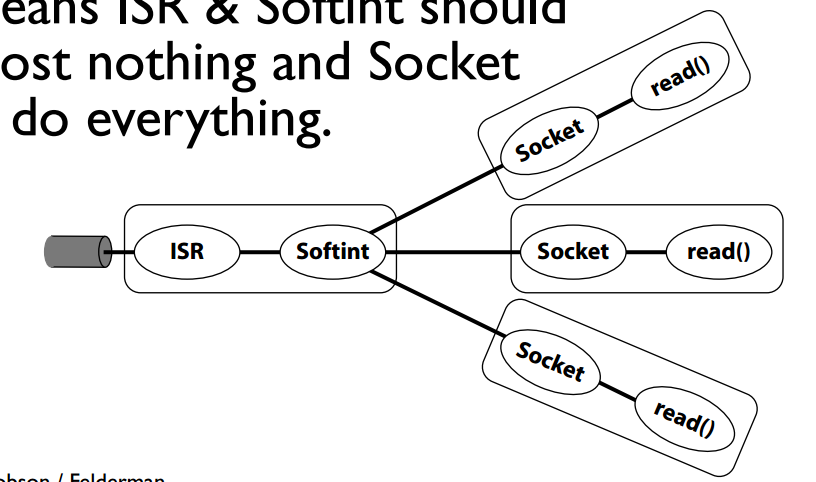 eans ISR & Softint should
ost nothing and Socket
do everything.
read()
Socket
ISR
Softint
Socket
read()
Socket
read()
obson / Felderman